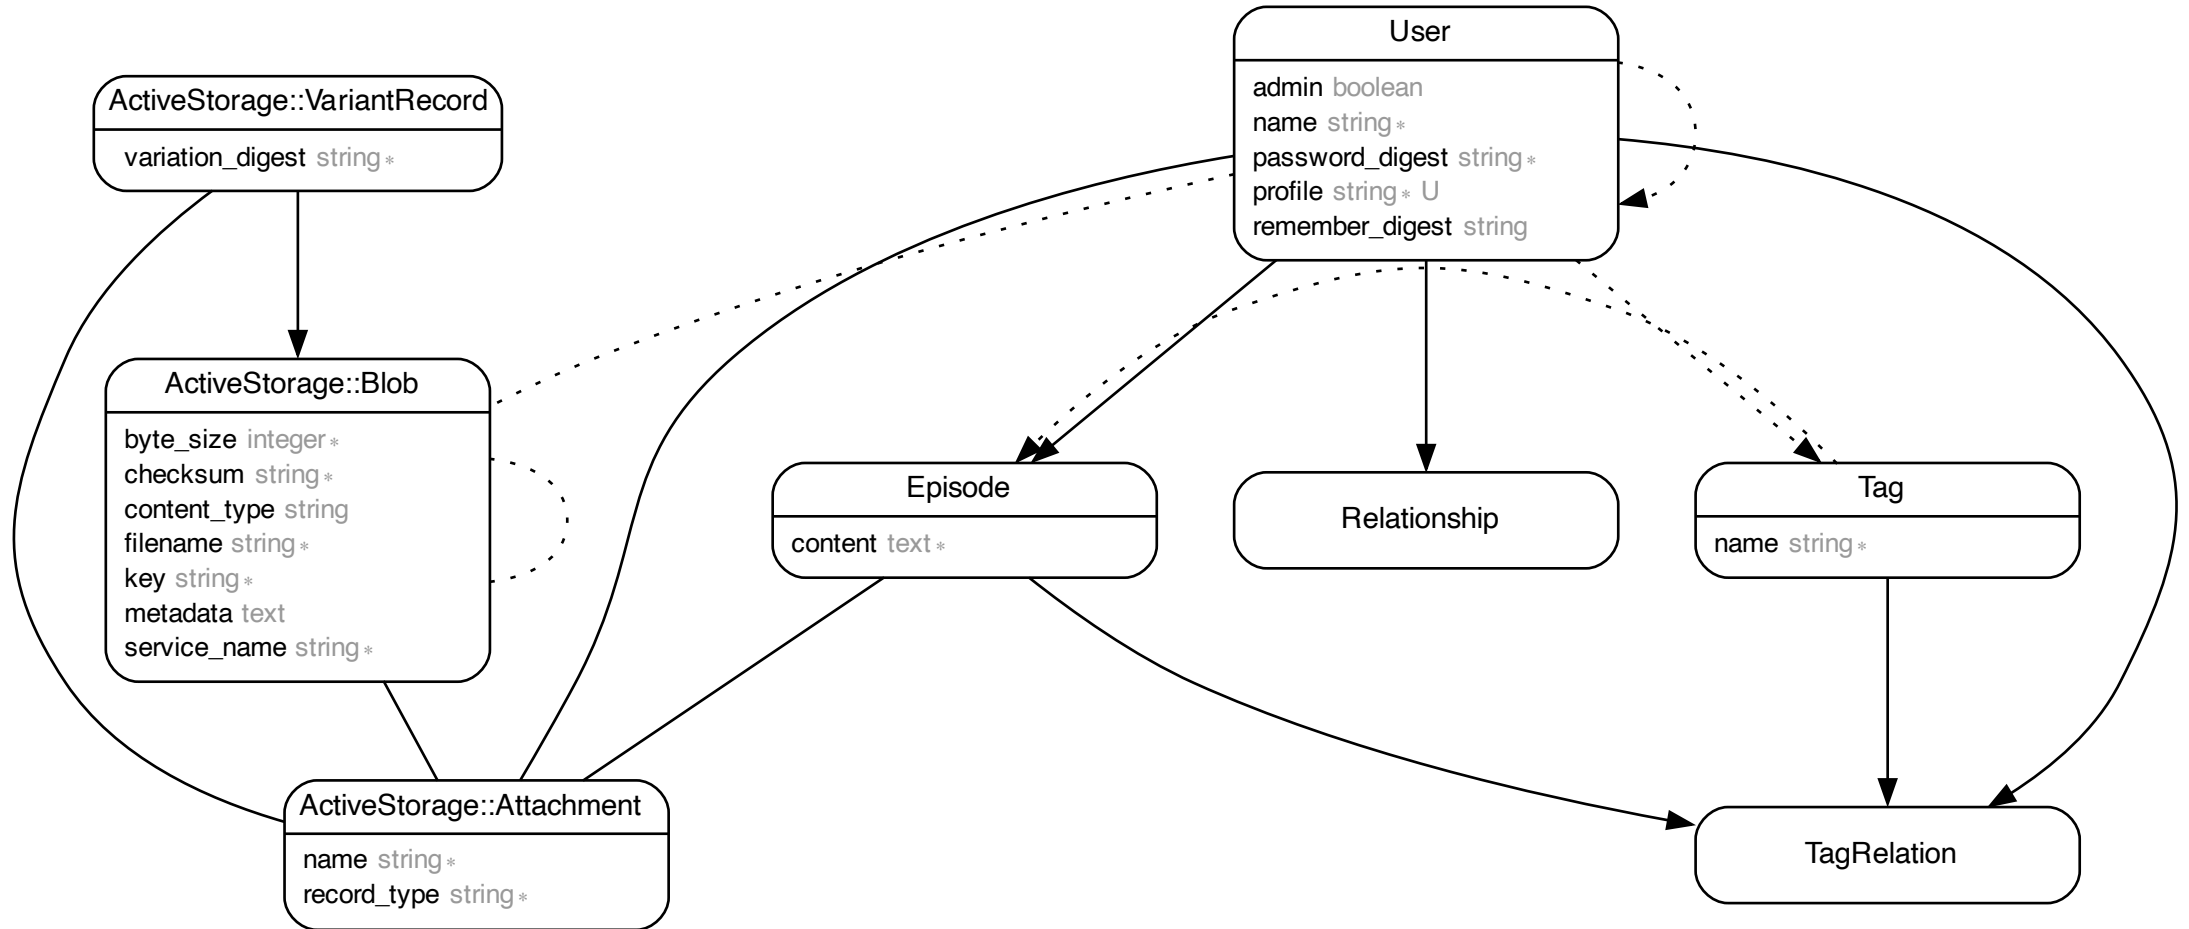 User
admin boolean
name string∗
password_digest string∗
profile string∗ U
remember_digest string
ActiveStorage::VariantRecord
variation_digest string∗
ActiveStorage::Blob
byte_size integer∗
checksum string∗
content_type string
filename string∗
key string∗
metadata text
service_name string∗
Episode
content text∗
Relationship
Tag
name string∗
ActiveStorage::Attachment
name string∗
record_type string∗
TagRelation